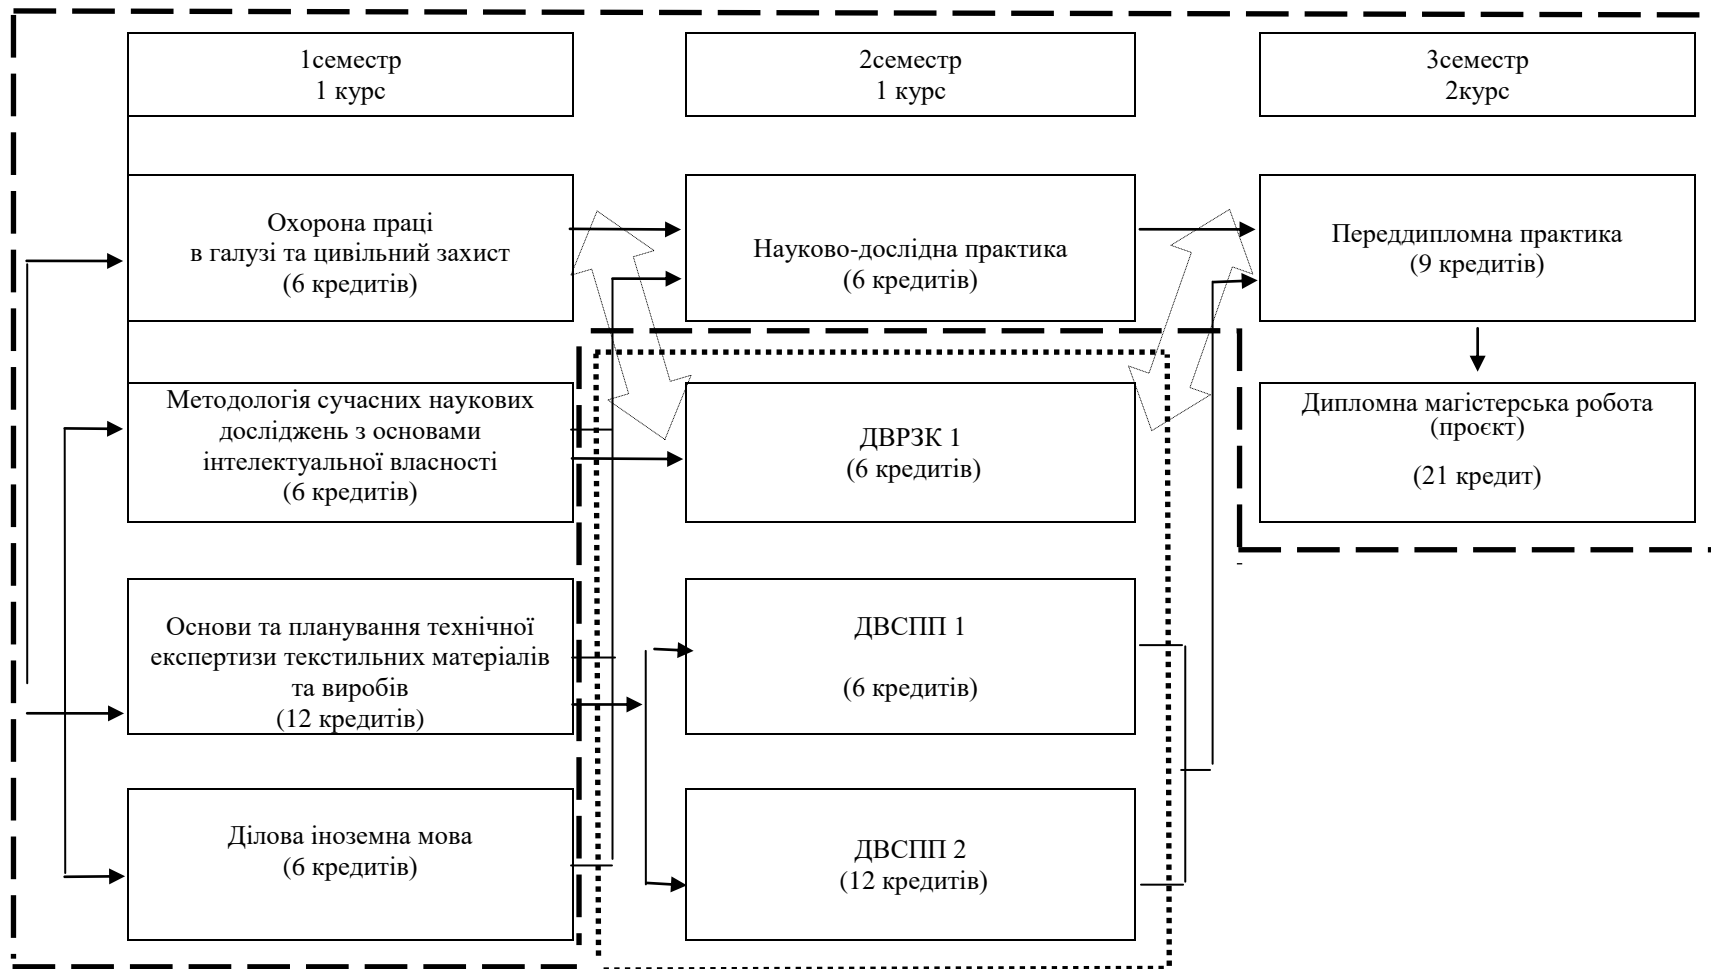 1семестр
1 курс
2семестр
1 курс
3семестр
2курс
Охорона праці
в галузі та цивільний захист
(6 кредитів)
Науково-дослідна практика
(6 кредитів)
Переддипломна практика
(9 кредитів)
Методологія сучасних наукових
досліджень з основами
інтелектуальної власності
(6 кредитів)
ДВРЗК 1
(6 кредитів)
Дипломна магістерська робота
(проєкт)
(21 кредит)
Основи та планування технічної
експертизи текстильних матеріалів
та виробів
(12 кредитів)
ДВСПП 1
(6 кредитів)
Ділова іноземна мова
(6 кредитів)
ДВСПП 2
(12 кредитів)